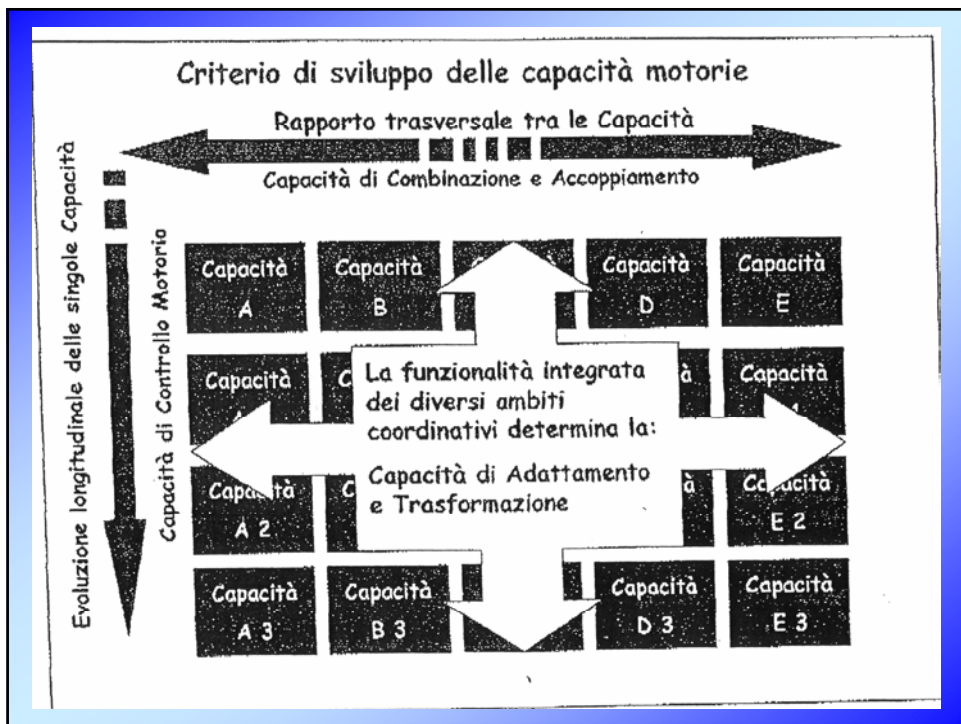 Criterio di sviluppo delle capacità motorie
Rapporto trasversale tra le Capacità
Capacità di Combinazione e Accoppiamento
Evoluzione longitudinale delle singole Capacità
Capacità di Controllo Motorio
Capacità
A
Capacità
B
Capacità
D
Capacità
E
Capacità
Capacità
La funzionalità integrata
dei diversi ambiti
coordinativi determina la:
Capacità di Adattamento
e Trasformazione
Capacità
A 2
Capacità
E 2
Capacità
A 3
Capacità
B 3
Capacità
D 3
Capacità
E 3